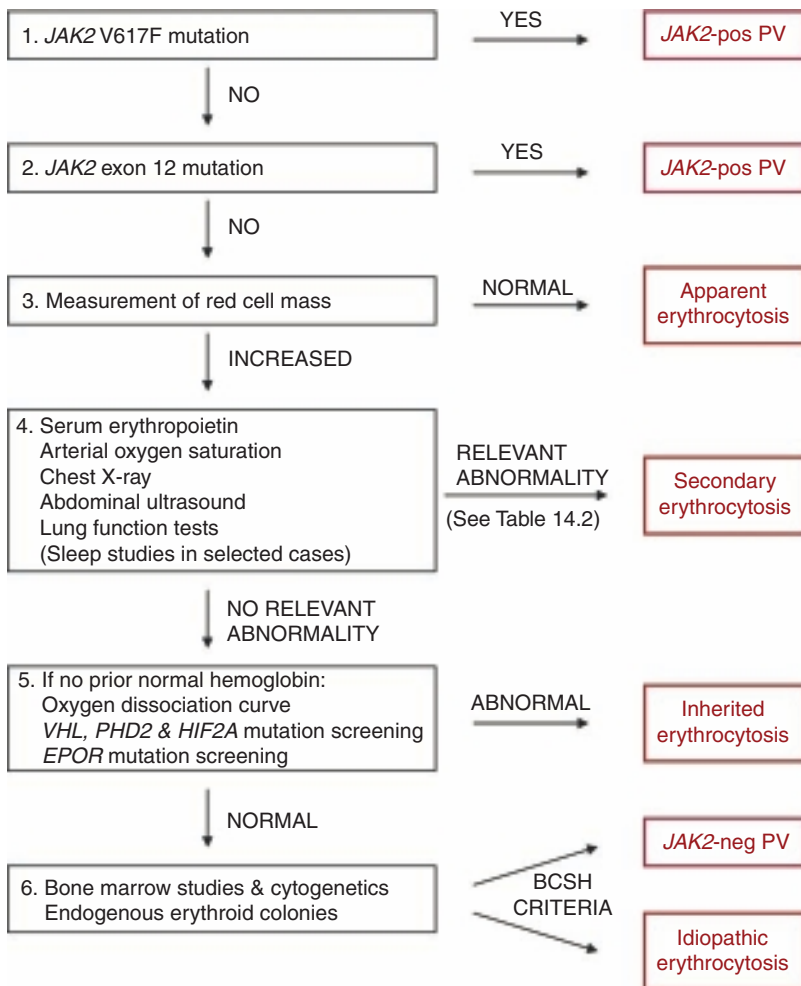 1. JAK2 V617F mutation
YES
JAK2-pos PV
NO
2. JAK2 exon 12 mutation
YES
JAK2-pos PV
NO
3. Measurement of red cell mass
NORMAL
Apparent
erythrocytosis
INCREASED
4. Serum erythropoietin
Arterial oxygen saturation
Chest X-ray
Abdominal ultrasound
Lung function tests
(Sleep studies in selected cases)
RELEVANT
ABNORMALITY
(See Table 14.2)
Secondary
erythrocytosis
NO RELEVANT
ABNORMALITY
5. If no prior normal hemoglobin:
Oxygen dissociation curve
VHL, PHD2 & HIF2A mutation screening
EPOR mutation screening
ABNORMAL
Inherited
erythrocytosis
NORMAL
6. Bone marrow studies & cytogenetics
Endogenous erythroid colonies
BCSH
CRITERIA
JAK2-neg PV
Idiopathic
erythrocytosis